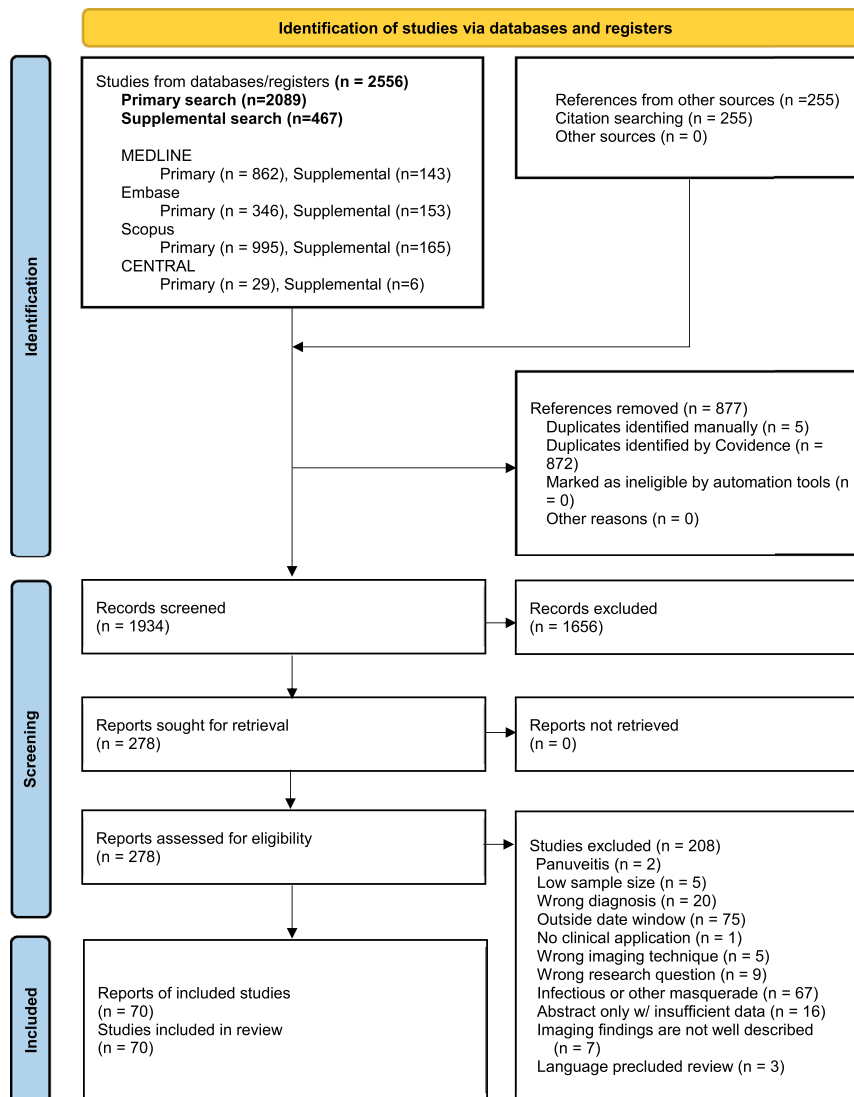 Identification of studies via databases and registers
Identification
Studies from databases/registers (n = 2556)
Primary search (n=2089)
Supplemental search (n=467)
MEDLINE
Primary (n = 862), Supplemental (n=143)
Embase
Primary (n = 346), Supplemental (n=153)
Scopus
Primary (n = 995), Supplemental (n=165)
CENTRAL
Primary (n = 29), Supplemental (n=6)
References from other sources (n =255)
Citation searching (n = 255)
Other sources (n = 0)
References removed (n = 877)
Duplicates identified manually (n = 5)
Duplicates identified by Covidence (n =
872)
Marked as ineligible by automation tools (n
= 0)
Other reasons (n = 0)
Screening
Records screened
(n = 1934)
Records excluded
(n = 1656)
Reports sought for retrieval
(n = 278)
Reports not retrieved
(n = 0)
Reports assessed for eligibility
(n = 278)
Studies excluded (n = 208)
Panuveitis (n = 2)
Low sample size (n = 5)
Wrong diagnosis (n = 20)
Outside date window (n = 75)
No clinical application (n = 1)
Wrong imaging technique (n = 5)
Wrong research question (n = 9)
Infectious or other masquerade (n = 67)
Abstract only w/ insufficient data (n = 16)
Imaging findings are not well described
(n = 7)
Language precluded review (n = 3)
Included
Reports of included studies
(n = 70)
Studies included in review
(n = 70)